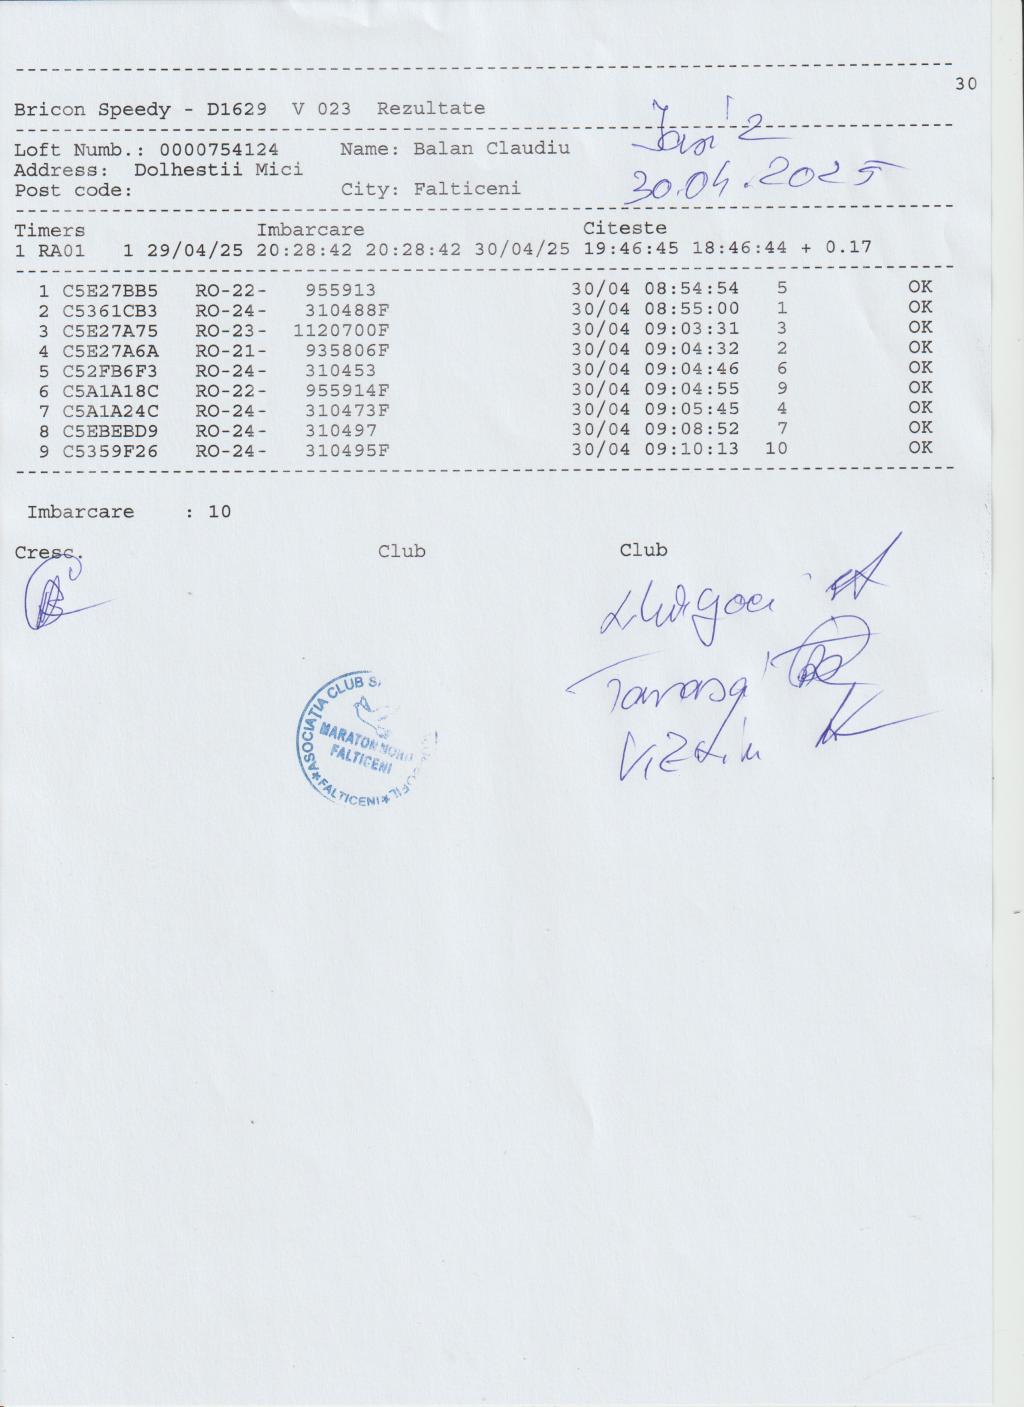 30
Bricon Speedy - D1629 V 023 Rezultate
Loft Numb.: 0000754124 Name: Balan Claudiu
Address: Dolhestii Mici
Post code: City: Falticeni
Iasi 2
30.04.2025
Timers Imbarcare Citeste
1 RA01 1 29/04/25 20:28:42 20:28:42 30/04/25 19:46:45 18:46:44 + 0.17
1 C5E27BB5 RO-22- 955913 30/04 08:54:54 5 OK
2 C5361CB3 RO-24- 310488F 30/04 08:55:00 1 OK
3 C5E27A75 RO-23- 1120700F 30/04 09:03:31 3 OK
4 C5E27A6A RO-21- 935806F 30/04 09:04:32 2 OK
5 C52FB6F3 RO-24- 310453 30/04 09:04:46 6 OK
6 C5A1A18C RO-22- 955914F 30/04 09:04:55 9 OK
7 C5A1A24C RO-24- 310473F 30/04 09:05:45 4 OK
8 C5EBEBD9 RO-24- 310497 30/04 09:08:52 7 OK
9 C5359F26 RO-24- 310495F 30/04 09:10:13 10 OK
Imbarcare : 10
Cresc. Club Club
Tanasa
ASOCIAȚIA CLUB
MARATON NORD
FALTICENI
FALTICENI